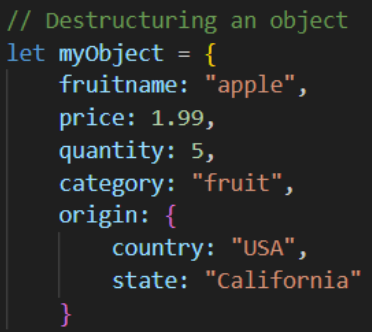 // Destructuring an object
let myObject = {
    fruitname: "apple",
    price: 1.99,
    quantity: 5,
    category: "fruit",
    origin: {
        country: "USA",
        state: "California"
    }